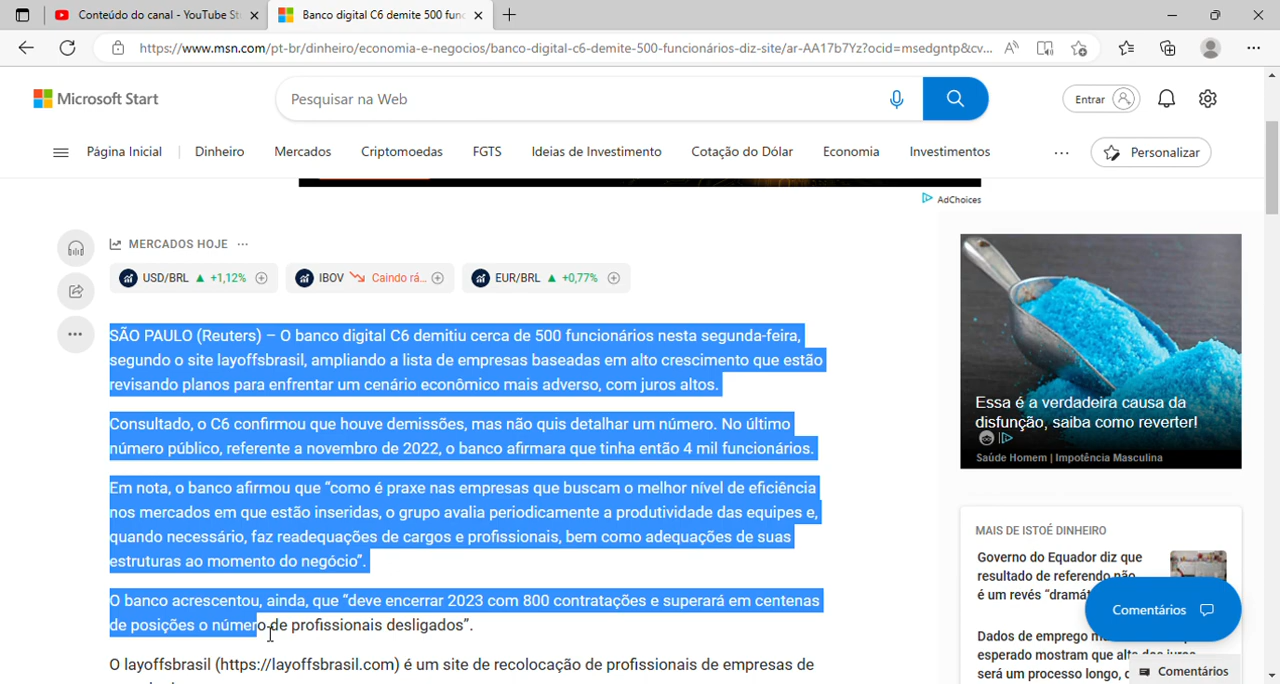 Conteúdo do canal - YouTube St
Banco digital C6 demite 500 func
https://www.msn.com/pt-br/dinheiro/economia-e-negocios/banco-digital-c6-demite-500-funcionários-diz-site/ar-AA17b7Yz?ocid=msedgntp&cv...
Microsoft Start
Pesquisar na Web
Entrar
Página Inicial
Dinheiro
Mercados
Criptomoedas
FGTS
Ideias de Investimento
Cotação do Dólar
Economia
Investimentos
...
Personalizar
AdChoices
MERCADOS HOJE ...
USD/BRL ▲ +1,12%
IBOV Caindo rá...
EUR/BRL ▲ +0,77%
SÃO PAULO (Reuters) – O banco digital C6 demitiu cerca de 500 funcionários nesta segunda-feira,
segundo o site layoffsbrasil, ampliando a lista de empresas baseadas em alto crescimento que estão
revisando planos para enfrentar um cenário econômico mais adverso, com juros altos.
Consultado, o C6 confirmou que houve demissões, mas não quis detalhar um número. No último
número público, referente a novembro de 2022, o banco afirmara que tinha então 4 mil funcionários.
Em nota, o banco afirmou que “como é praxe nas empresas que buscam o melhor nível de eficiência
nos mercados em que estão inseridas, o grupo avalia periodicamente a produtividade das equipes e,
quando necessário, faz readequações de cargos e profissionais, bem como adequações de suas
estruturas ao momento do negócio”.
O banco acrescentou, ainda, que “deve encerrar 2023 com 800 contratações e superará em centenas
de posições o número de profissionais desligados”.
O layoffsbrasil (https://layoffsbrasil.com) é um site de recolocação de profissionais de empresas de
Essa é a verdadeira causa da
disfunção, saiba como reverter!
Saúde Homem | Impotência Masculina
MAIS DE ISTOÉ DINHEIRO
Governo do Equador diz que
resultado de referendo não
é um revés “dramát
Comentários
Dados de emprego m
esperado mostram que alta dos juros
será um processo longo, d
Comentários